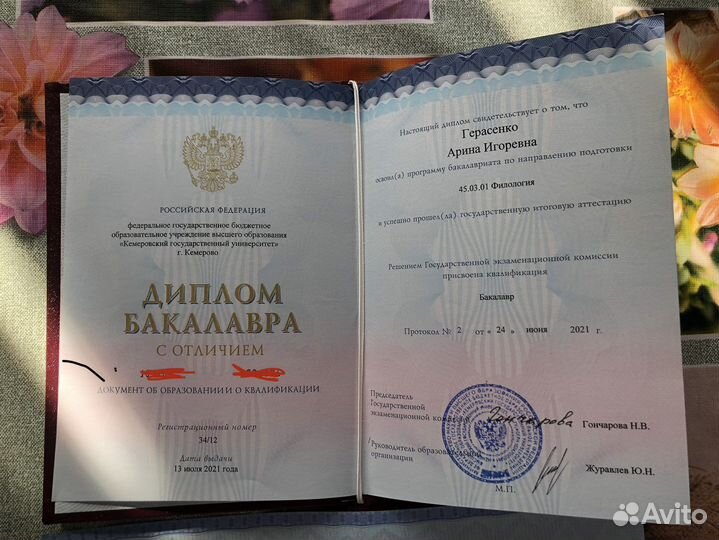 РОССИЙСКАЯ ФЕДЕРАЦИЯ
федеральное государственное бюджетное
образовательное учреждение высшего образования
«Кемеровский государственный университет»
г. Кемерово
ДИПЛОМ
БАКАЛАВРА
С ОТЛИЧИЕМ
ДОКУМЕНТ ОБ ОБРАЗОВАНИИ И О КВАЛИФИКАЦИИ
Регистрационный номер
34/12
Дата выдачи
13 июля 2021 года
Настоящий диплом свидетельствует о том, что
Герасенко
Арина Игоревна
освоил(а) программу бакалавриата по направлению подготовки
45.03.01 Филология
и успешно прошел(ла) государственную итоговую аттестацию
Решением Государственной экзаменационной комиссии
присвоена квалификация
Бакалавр
Протокол № 2 от « 24 » июня 2021 г.
Председатель
Государственной
экзаменационной Гончарова Гончарова Н.В.
Руководитель образовательной
организации Журавлев Ю.Н.
М.П.
Avito